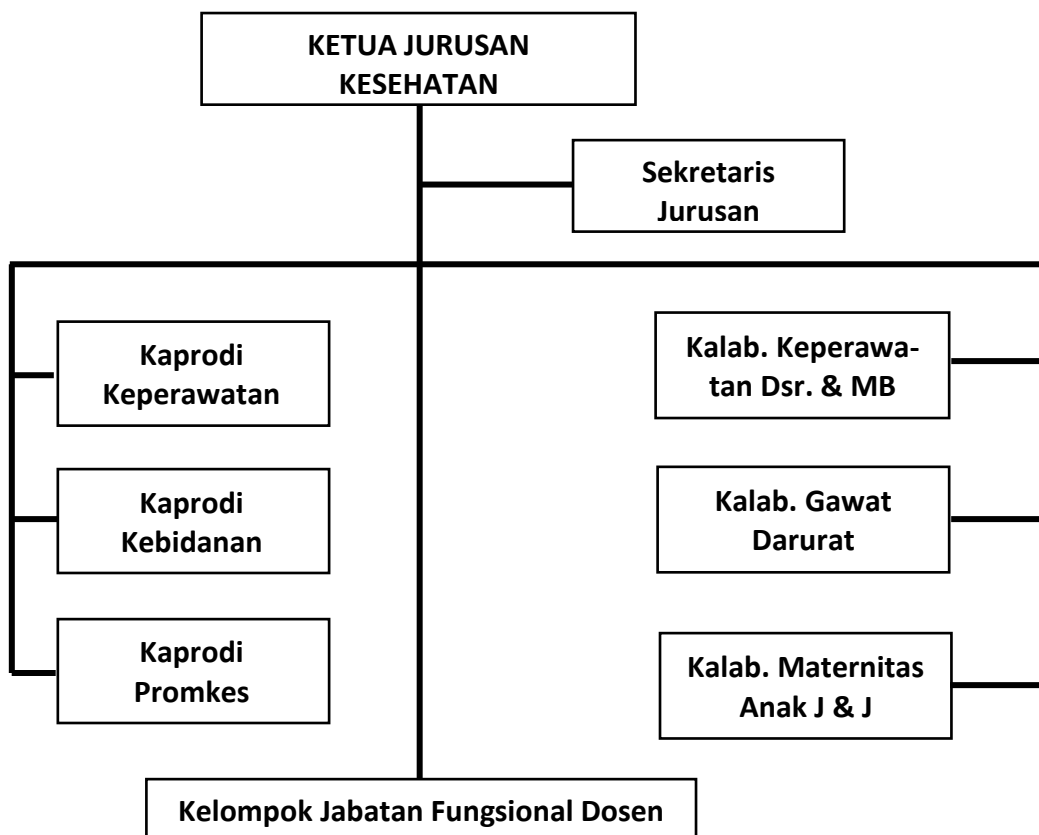 KETUA JURUSAN
KESEHATAN
Sekretaris
Jurusan
Kaprodi
Keperawatan
Kalab. Keperawa-
tan Dsr. & MB
Kaprodi
Kebidanan
Kalab. Gawat
Darurat
Kaprodi
Promkes
Kalab. Maternitas
Anak J & J
Kelompok Jabatan Fungsional Dosen